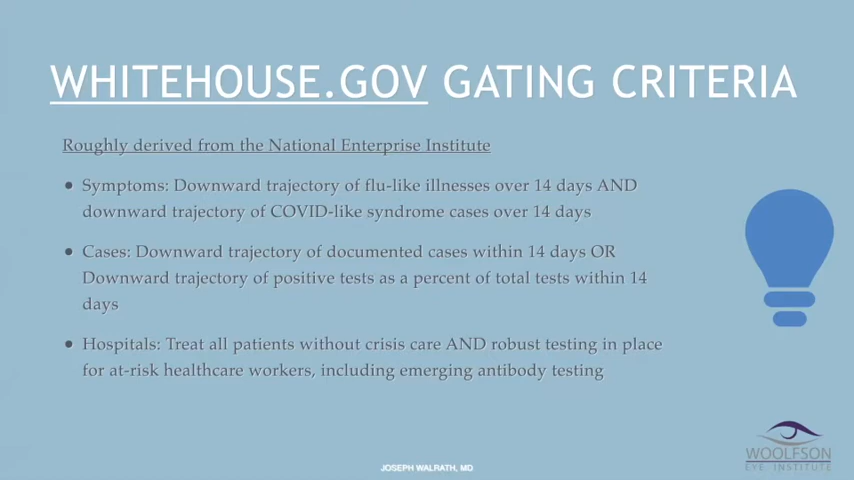 WHITEHOUSE.GOV GATING CRITERIA
Roughly derived from the National Enterprise Institute
• Symptoms: Downward trajectory of flu-like illnesses over 14 days AND
downward trajectory of COVID-like syndrome cases over 14 days
• Cases: Downward trajectory of documented cases within 14 days OR
Downward trajectory of positive tests as a percent of total tests within 14
days
• Hospitals: Treat all patients without crisis care AND robust testing in place
for at-risk healthcare workers, including emerging antibody testing
JOSEPH WALRATH, MD
WOOLFSON
EYE INSTITUTE